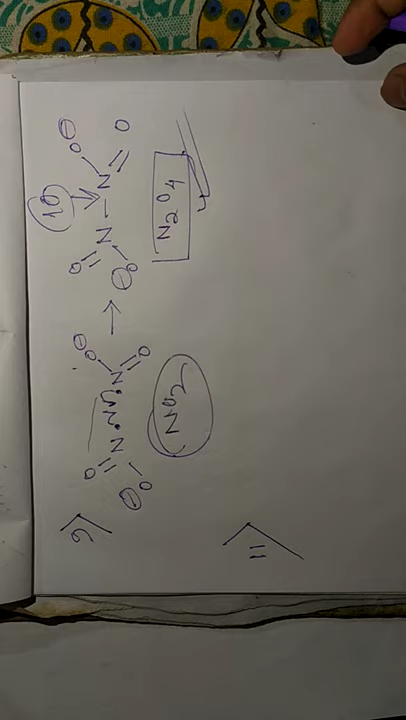 O O⊖ → O O⊖
N· ·N N–N
⊖O O ⊖O O
NO₂ N₂O₄